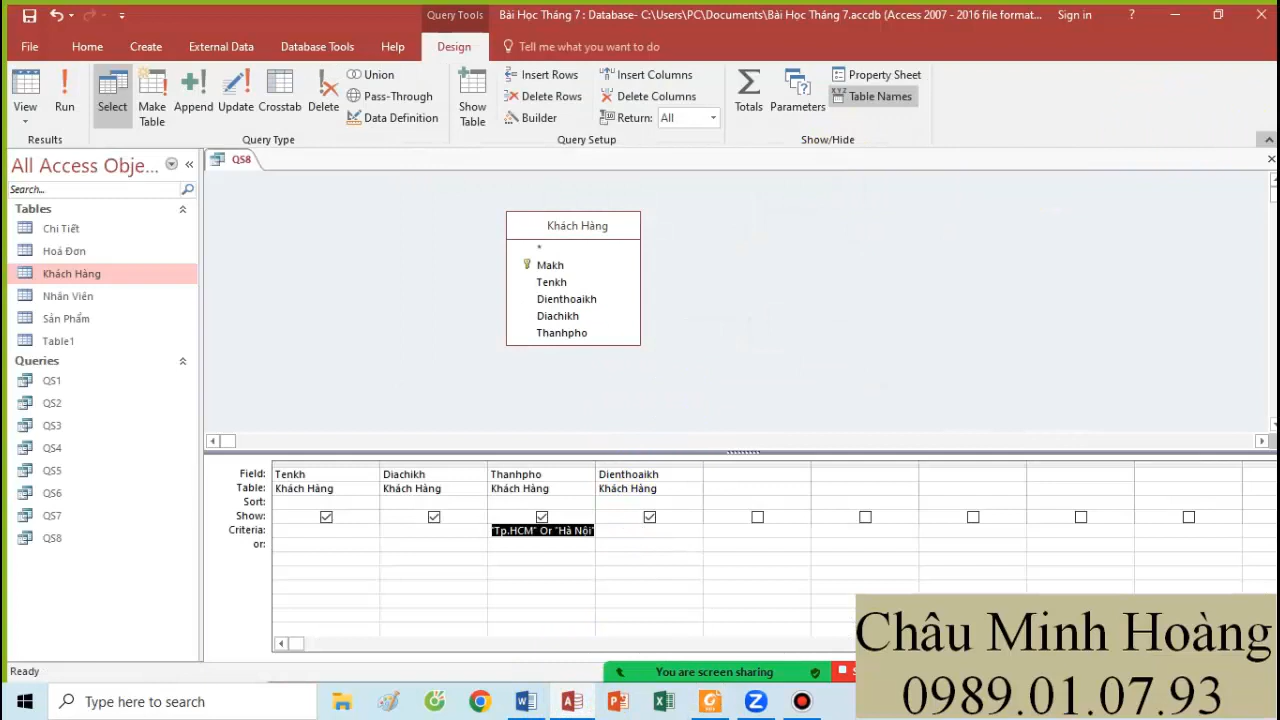 Query Tools
Bài Học Tháng 7 : Database- C:\Users\PC\Documents\Bài Học Tháng 7.accdb (Access 2007 - 2016 file format...
Sign in
?
File
Home
Create
External Data
Database Tools
Help
Design
Tell me what you want to do
View
Run
Select
Make Table
Append
Update
Crosstab
Delete
Union
Pass-Through
Data Definition
Show Table
Insert Rows
Delete Rows
Builder
Insert Columns
Delete Columns
Return: All
Totals
Parameters
Property Sheet
Table Names
Results
Query Type
Query Setup
Show/Hide
All Access Obje...
Search...
Tables
Chi Tiết
Hoá Đơn
Khách Hàng
Nhân Viên
Sản Phẩm
Table1
Queries
QS1
QS2
QS3
QS4
QS5
QS6
QS7
QS8
QS8
Khách Hàng
*
Makh
Tenkh
Dienthoaikh
Diachikh
Thanhpho
Field: Tenkh Diachikh Thanhpho Dienthoaikh
Table: Khách Hàng Khách Hàng Khách Hàng Khách Hàng
Sort:
Show:
Criteria: "Tp.HCM" Or "Hà Nội"
or:
Châu Minh Hoàng
0989.01.07.93
Ready
You are screen sharing
Type here to search